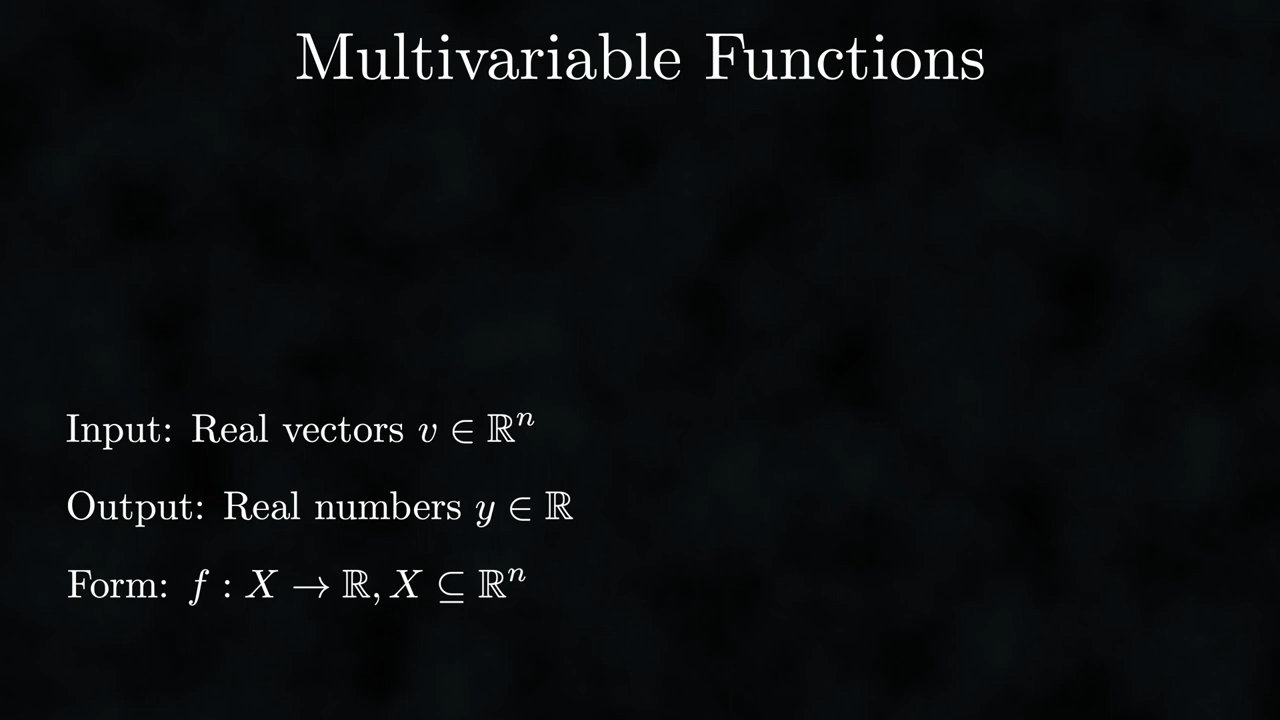 Multivariable Functions
Input: Real vectors v ∈ ℝⁿ
Output: Real numbers y ∈ ℝ
Form: f : X → ℝ, X ⊆ ℝⁿ